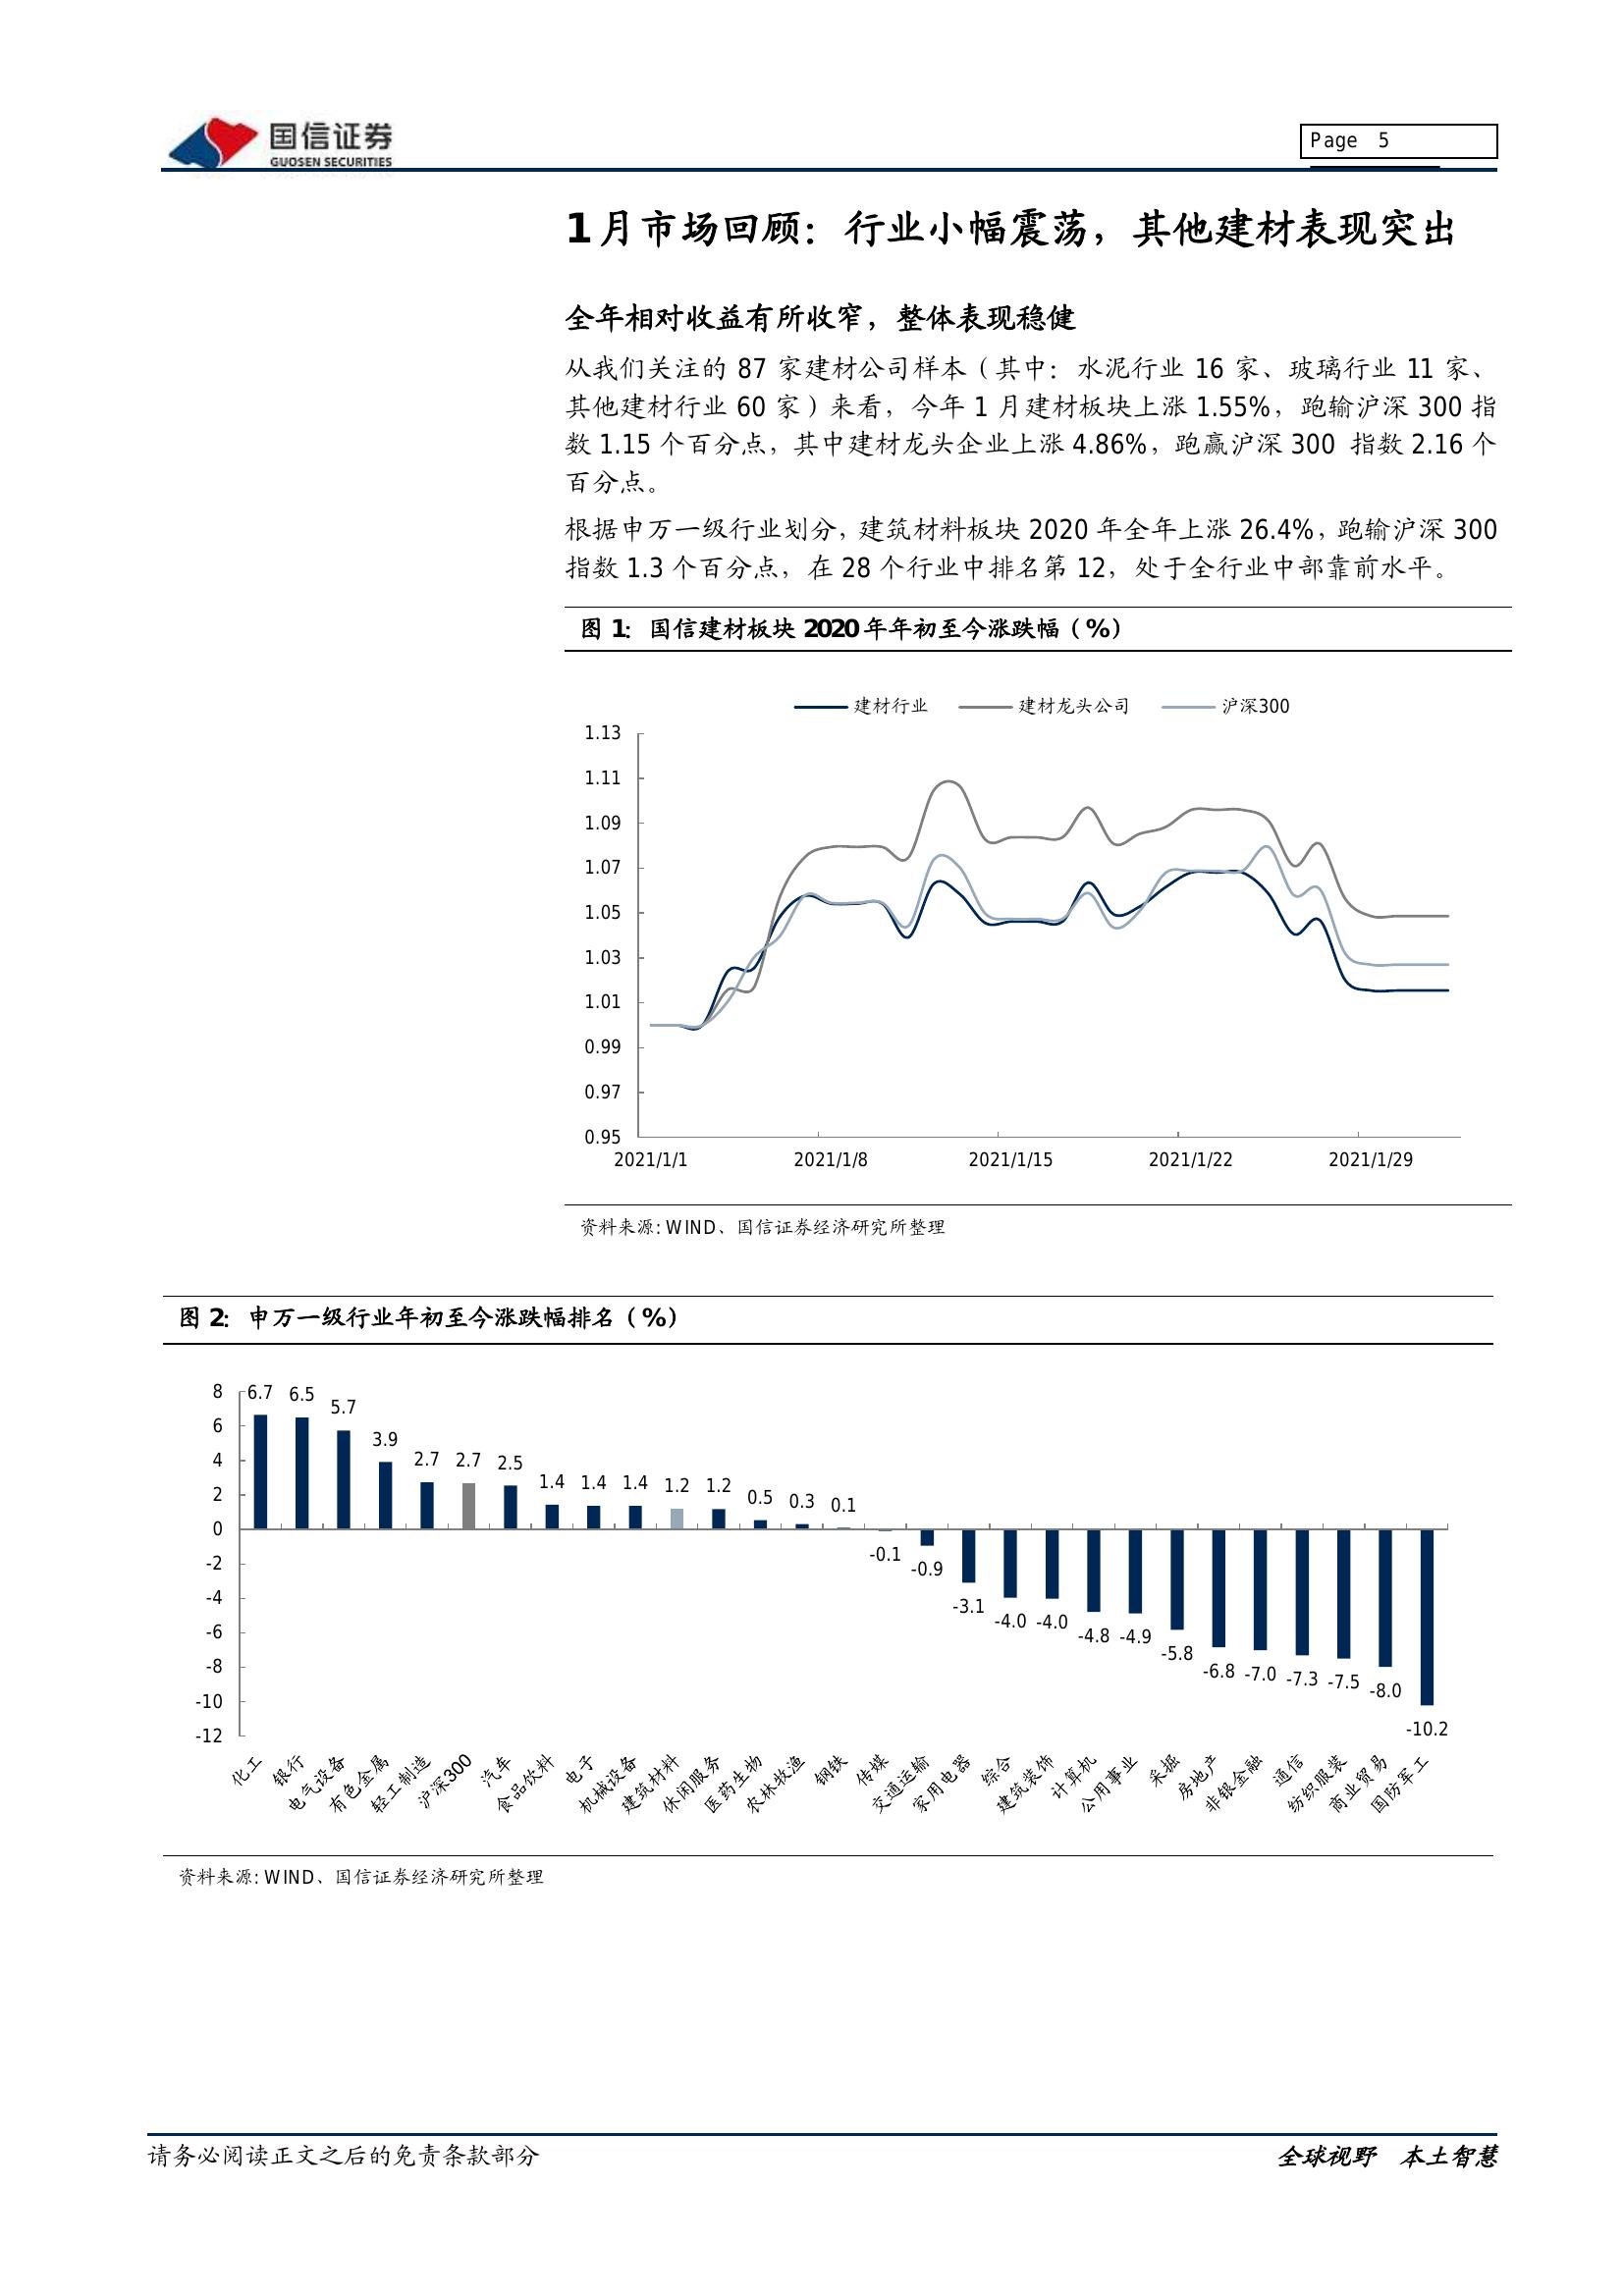 国信证券
GUOSEN SECURITIES
Page 5
1月市场回顾：行业小幅震荡，其他建材表现突出
全年相对收益有所收窄，整体表现稳健
从我们关注的 87 家建材公司样本（其中：水泥行业 16 家、玻璃行业 11 家、
其他建材行业 60 家）来看，今年 1 月建材板块上涨 1.55%，跑输沪深 300 指
数 1.15 个百分点，其中建材龙头企业上涨 4.86%，跑赢沪深 300 指数 2.16 个
百分点。
根据申万一级行业划分，建筑材料板块 2020 年全年上涨 26.4%，跑输沪深 300
指数 1.3 个百分点，在 28 个行业中排名第 12，处于全行业中部靠前水平。
图 1：国信建材板块 2020 年年初至今涨跌幅（%）
建材行业 建材龙头公司 沪深300
1.13
1.11
1.09
1.07
1.05
1.03
1.01
0.99
0.97
0.95
2021/1/1 2021/1/8 2021/1/15 2021/1/22 2021/1/29
资料来源: WIND、国信证券经济研究所整理
图 2：申万一级行业年初至今涨跌幅排名（%）
8
6
4
2
0
-2
-4
-6
-8
-10
-12
6.7 6.5 5.7 3.9 2.7 2.7 2.5 1.4 1.4 1.4 1.2 1.2 0.5 0.3 0.1 -0.1 -0.9 -3.1 -4.0 -4.0 -4.8 -4.9 -5.8 -6.8 -7.0 -7.3 -7.5 -8.0 -10.2
化工 银行 电气设备 有色金属 轻工制造 沪深300 汽车 食品饮料 电子 机械设备 建筑材料 休闲服务 医药生物 农林牧渔 钢铁 传媒 交通运输 家用电器 综合 建筑装饰 计算机 公用事业 采掘 房地产 非银金融 通信 纺织服装 商业贸易 国防军工
资料来源: WIND、国信证券经济研究所整理
请务必阅读正文之后的免责条款部分
全球视野 本土智慧